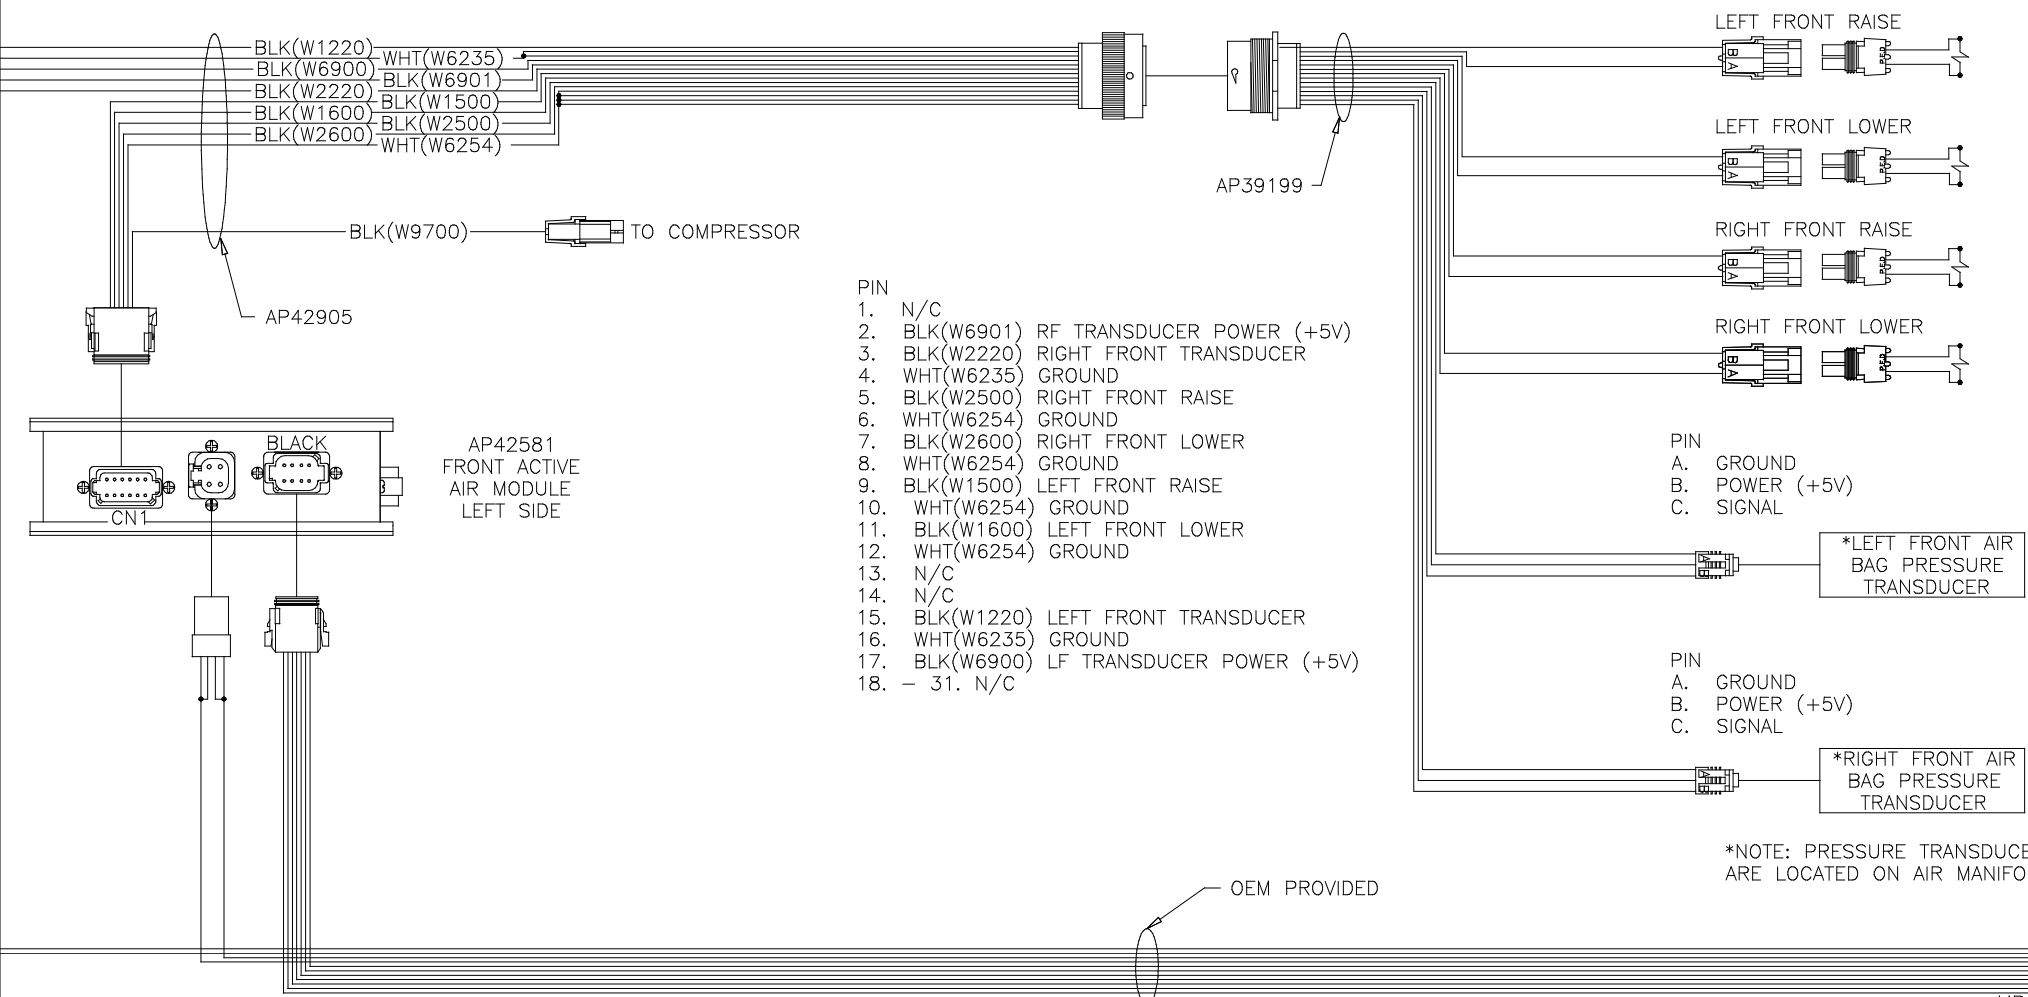 LEFT FRONT RAISE
BLK(W1220)
WHT(W6235)
BLK(W6900)
BLK(W6901)
BLK(W2220)
BLK(W1500)
BLK(W1600)
BLK(W2500)
BLK(W2600)
WHT(W6254)
B
A
P.E.D.
LEFT FRONT LOWER
B
A
P.E.D.
AP39199
BLK(W9700)
TO COMPRESSOR
RIGHT FRONT RAISE
B
A
P.E.D.
AP42905
RIGHT FRONT LOWER
B
A
P.E.D.
PIN
1. N/C
2. BLK(W6901) RF TRANSDUCER POWER (+5V)
3. BLK(W2220) RIGHT FRONT TRANSDUCER
4. WHT(W6235) GROUND
5. BLK(W2500) RIGHT FRONT RAISE
6. WHT(W6254) GROUND
7. BLK(W2600) RIGHT FRONT LOWER
8. WHT(W6254) GROUND
9. BLK(W1500) LEFT FRONT RAISE
10. WHT(W6254) GROUND
11. BLK(W1600) LEFT FRONT LOWER
12. WHT(W6254) GROUND
13. N/C
14. N/C
15. BLK(W1220) LEFT FRONT TRANSDUCER
16. WHT(W6235) GROUND
17. BLK(W6900) LF TRANSDUCER POWER (+5V)
18. – 31. N/C
BLACK
CN1
AP42581
FRONT ACTIVE
AIR MODULE
LEFT SIDE
PIN
A. GROUND
B. POWER (+5V)
C. SIGNAL
*LEFT FRONT AIR
BAG PRESSURE
TRANSDUCER
PIN
A. GROUND
B. POWER (+5V)
C. SIGNAL
*RIGHT FRONT AIR
BAG PRESSURE
TRANSDUCER
*NOTE: PRESSURE TRANSDUCE
ARE LOCATED ON AIR MANIFO
OEM PROVIDED